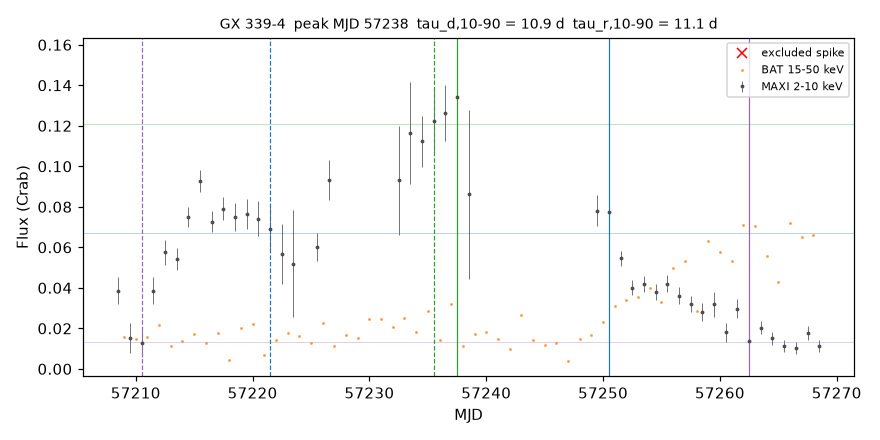 GX 339-4 peak MJD 57238 tau_d,10-90 = 10.9 d tau_r,10-90 = 11.1 d
excluded spike
BAT 15-50 keV
MAXI 2-10 keV
Flux (Crab)
0.16
0.14
0.12
0.10
0.08
0.06
0.04
0.02
0.00
57210 57220 57230 57240 57250 57260 57270
MJD